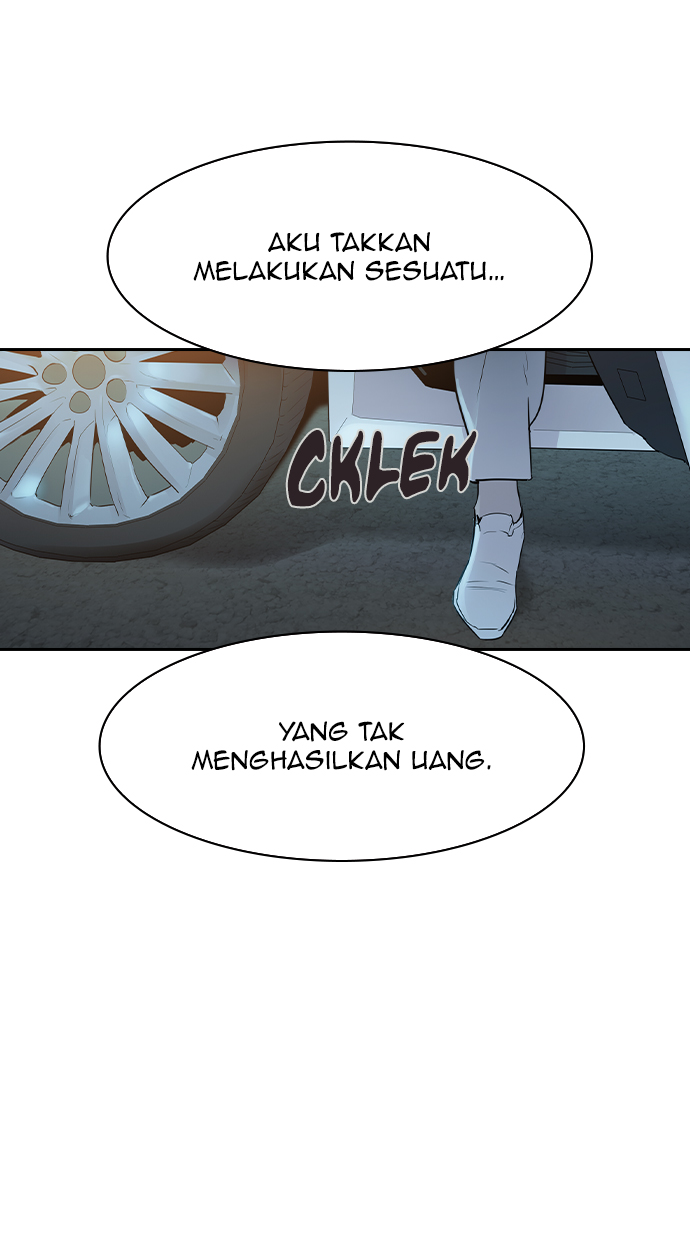 AKU TAKKAN
MELAKUKAN SESUATU...
CKLEK
YANG TAK
MENGHASILKAN UANG.